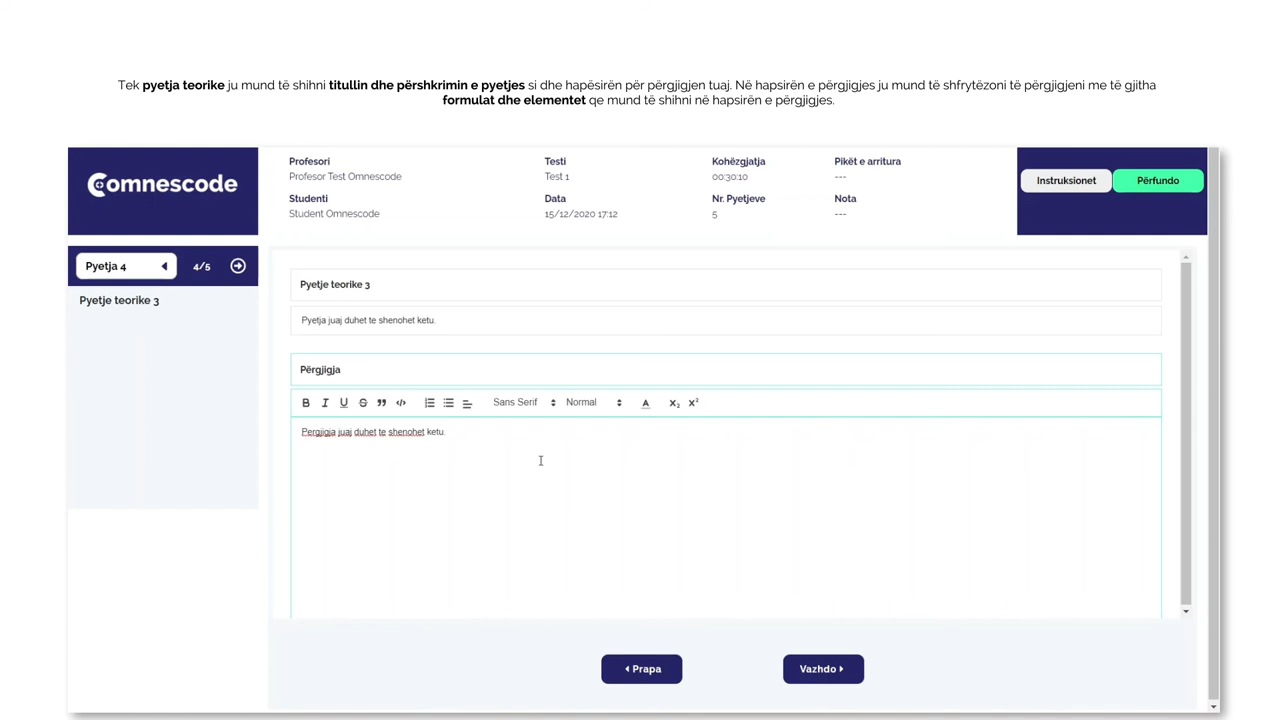 Tek pyetja teorike ju mund të shihni titullin dhe përshkrimin e pyetjes si dhe hapësirën për përgjigjen tuaj. Në hapsirën e përgjigjes ju mund të shfrytëzoni të përgjigjeni me të gjitha
formulat dhe elementet qe mund të shihni në hapsirën e përgjigjes.
Comnescode
Profesori
Profesor Test Omnescode
Studenti
Student Omnescode
Testi
Test 1
Data
15/12/2020 17:12
Kohëzgjatja
00:30:10
Nr. Pyetjeve
5
Pikët e arritura
---
Nota
---
Instruksionet
Përfundo
Pyetja 4
4/5
Pyetje teorike 3
Pyetje teorike 3
Pyetja juaj duhet te shenohet ketu.
Përgjigja
B I U S Sans Serif Normal A X₂ X²
Pergjigja juaj duhet te shenohet ketu.
Prapa
Vazhdo